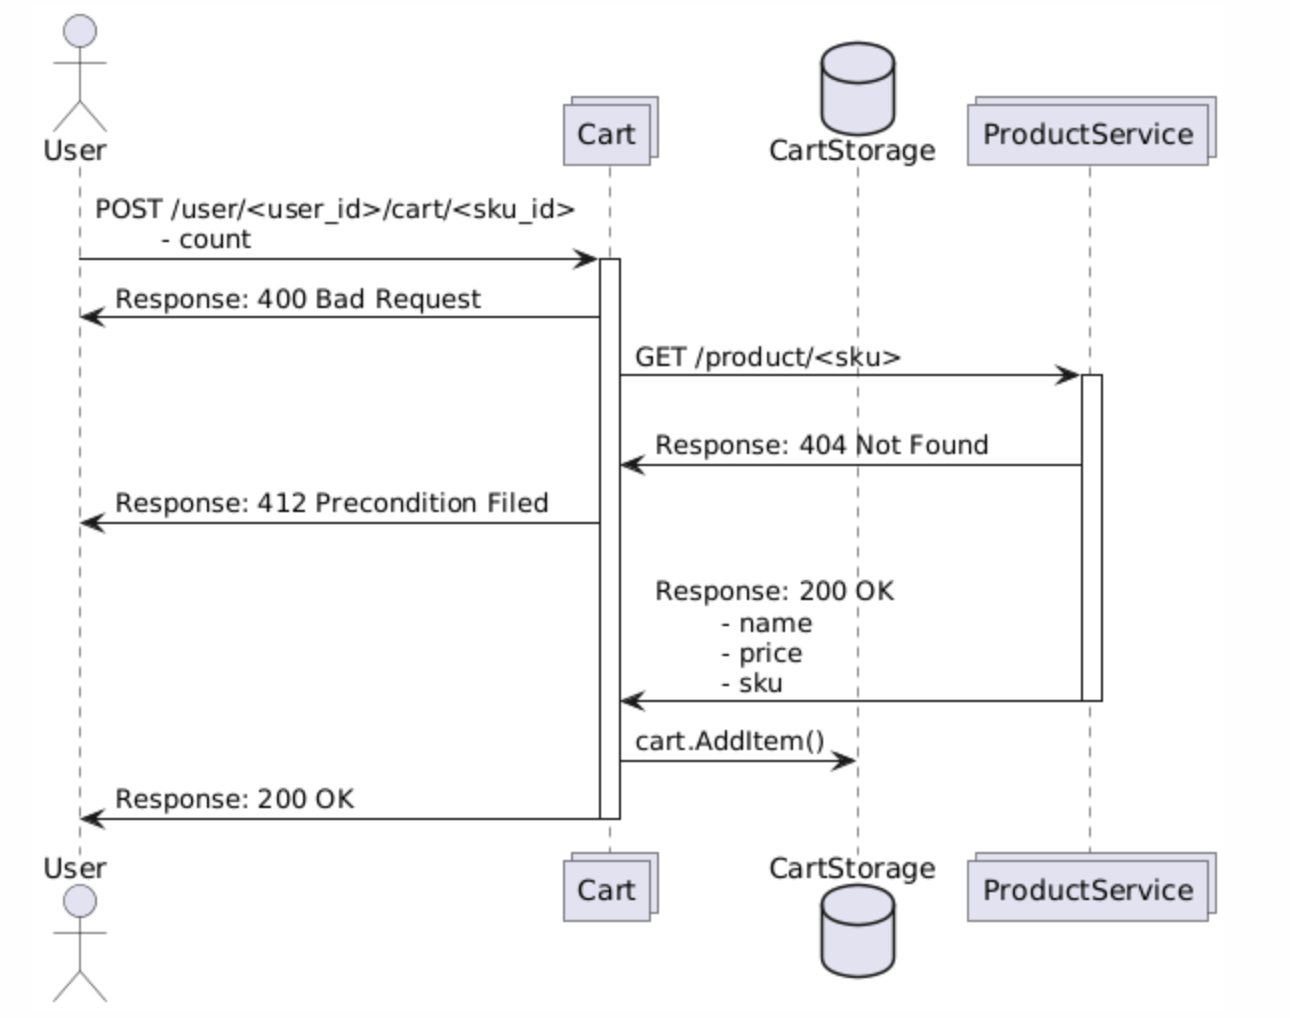 User
Cart
CartStorage
ProductService
POST /user/<user_id>/cart/<sku_id>
- count
Response: 400 Bad Request
GET /product/<sku>
Response: 404 Not Found
Response: 412 Precondition Filed
Response: 200 OK
- name
- price
- sku
cart.AddItem()
Response: 200 OK
User
Cart
CartStorage
ProductService